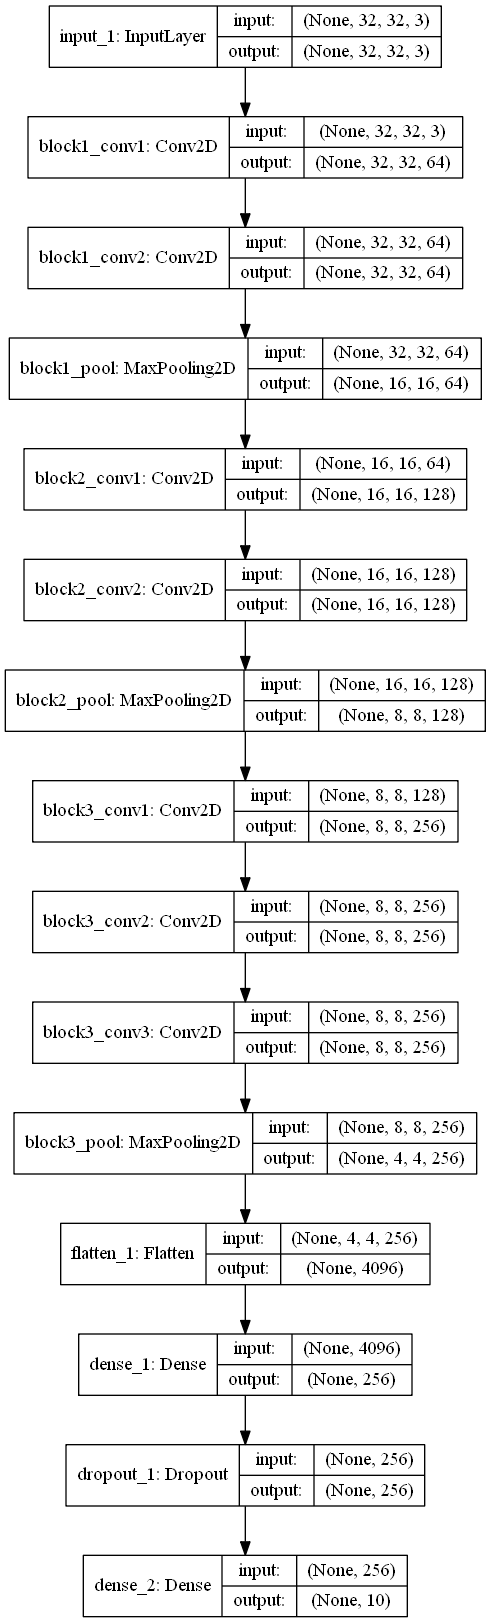 input_1: InputLayer
input: (None, 32, 32, 3)
output: (None, 32, 32, 3)
block1_conv1: Conv2D
input: (None, 32, 32, 3)
output: (None, 32, 32, 64)
block1_conv2: Conv2D
input: (None, 32, 32, 64)
output: (None, 32, 32, 64)
block1_pool: MaxPooling2D
input: (None, 32, 32, 64)
output: (None, 16, 16, 64)
block2_conv1: Conv2D
input: (None, 16, 16, 64)
output: (None, 16, 16, 128)
block2_conv2: Conv2D
input: (None, 16, 16, 128)
output: (None, 16, 16, 128)
block2_pool: MaxPooling2D
input: (None, 16, 16, 128)
output: (None, 8, 8, 128)
block3_conv1: Conv2D
input: (None, 8, 8, 128)
output: (None, 8, 8, 256)
block3_conv2: Conv2D
input: (None, 8, 8, 256)
output: (None, 8, 8, 256)
block3_conv3: Conv2D
input: (None, 8, 8, 256)
output: (None, 8, 8, 256)
block3_pool: MaxPooling2D
input: (None, 8, 8, 256)
output: (None, 4, 4, 256)
flatten_1: Flatten
input: (None, 4, 4, 256)
output: (None, 4096)
dense_1: Dense
input: (None, 4096)
output: (None, 256)
dropout_1: Dropout
input: (None, 256)
output: (None, 256)
dense_2: Dense
input: (None, 256)
output: (None, 10)